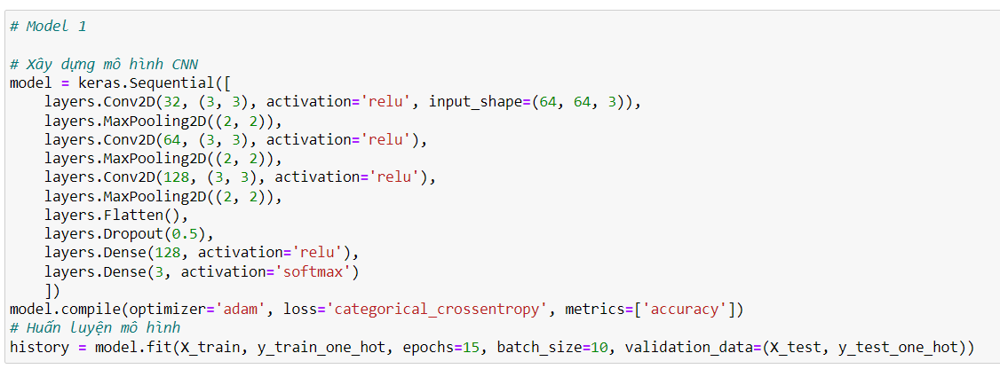 # Model 1
# Xây dựng mô hình CNN
model = keras.Sequential([
    layers.Conv2D(32, (3, 3), activation='relu', input_shape=(64, 64, 3)),
    layers.MaxPooling2D((2, 2)),
    layers.Conv2D(64, (3, 3), activation='relu'),
    layers.MaxPooling2D((2, 2)),
    layers.Conv2D(128, (3, 3), activation='relu'),
    layers.MaxPooling2D((2, 2)),
    layers.Flatten(),
    layers.Dropout(0.5),
    layers.Dense(128, activation='relu'),
    layers.Dense(3, activation='softmax')
    ])
model.compile(optimizer='adam', loss='categorical_crossentropy', metrics=['accuracy'])
# Huấn luyện mô hình
history = model.fit(X_train, y_train_one_hot, epochs=15, batch_size=10, validation_data=(X_test, y_test_one_hot))